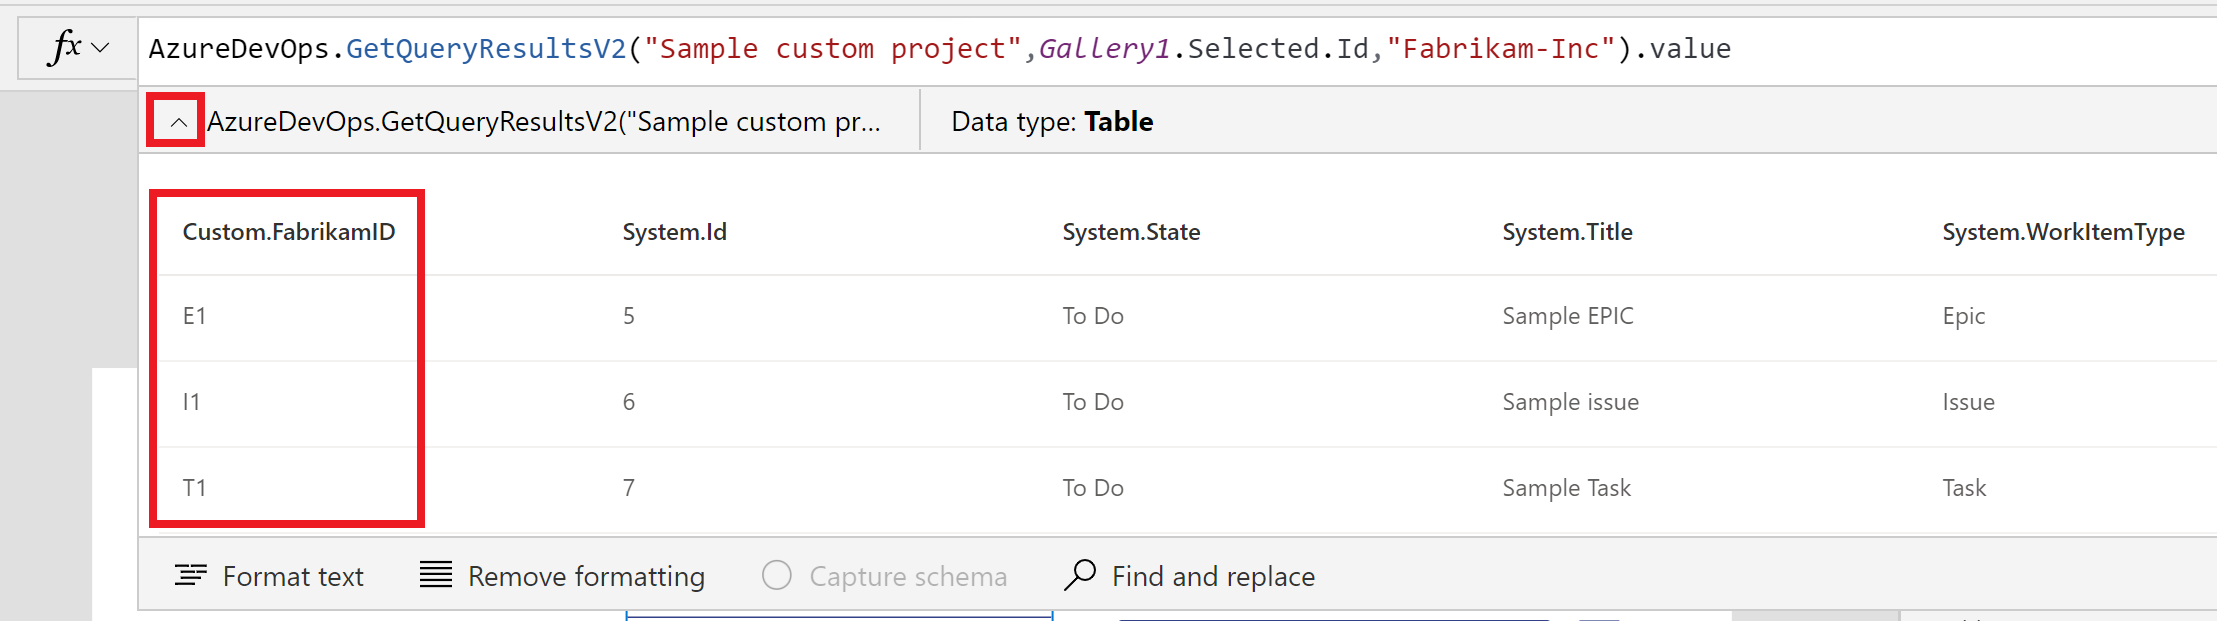 fx AzureDevOps.GetQueryResultsV2("Sample custom project",Gallery1.Selected.Id,"Fabrikam-Inc").value
AzureDevOps.GetQueryResultsV2("Sample custom pr... Data type: Table
Custom.FabrikamID System.Id System.State System.Title System.WorkItemType
E1 5 To Do Sample EPIC Epic
I1 6 To Do Sample issue Issue
T1 7 To Do Sample Task Task
Format text Remove formatting Capture schema Find and replace